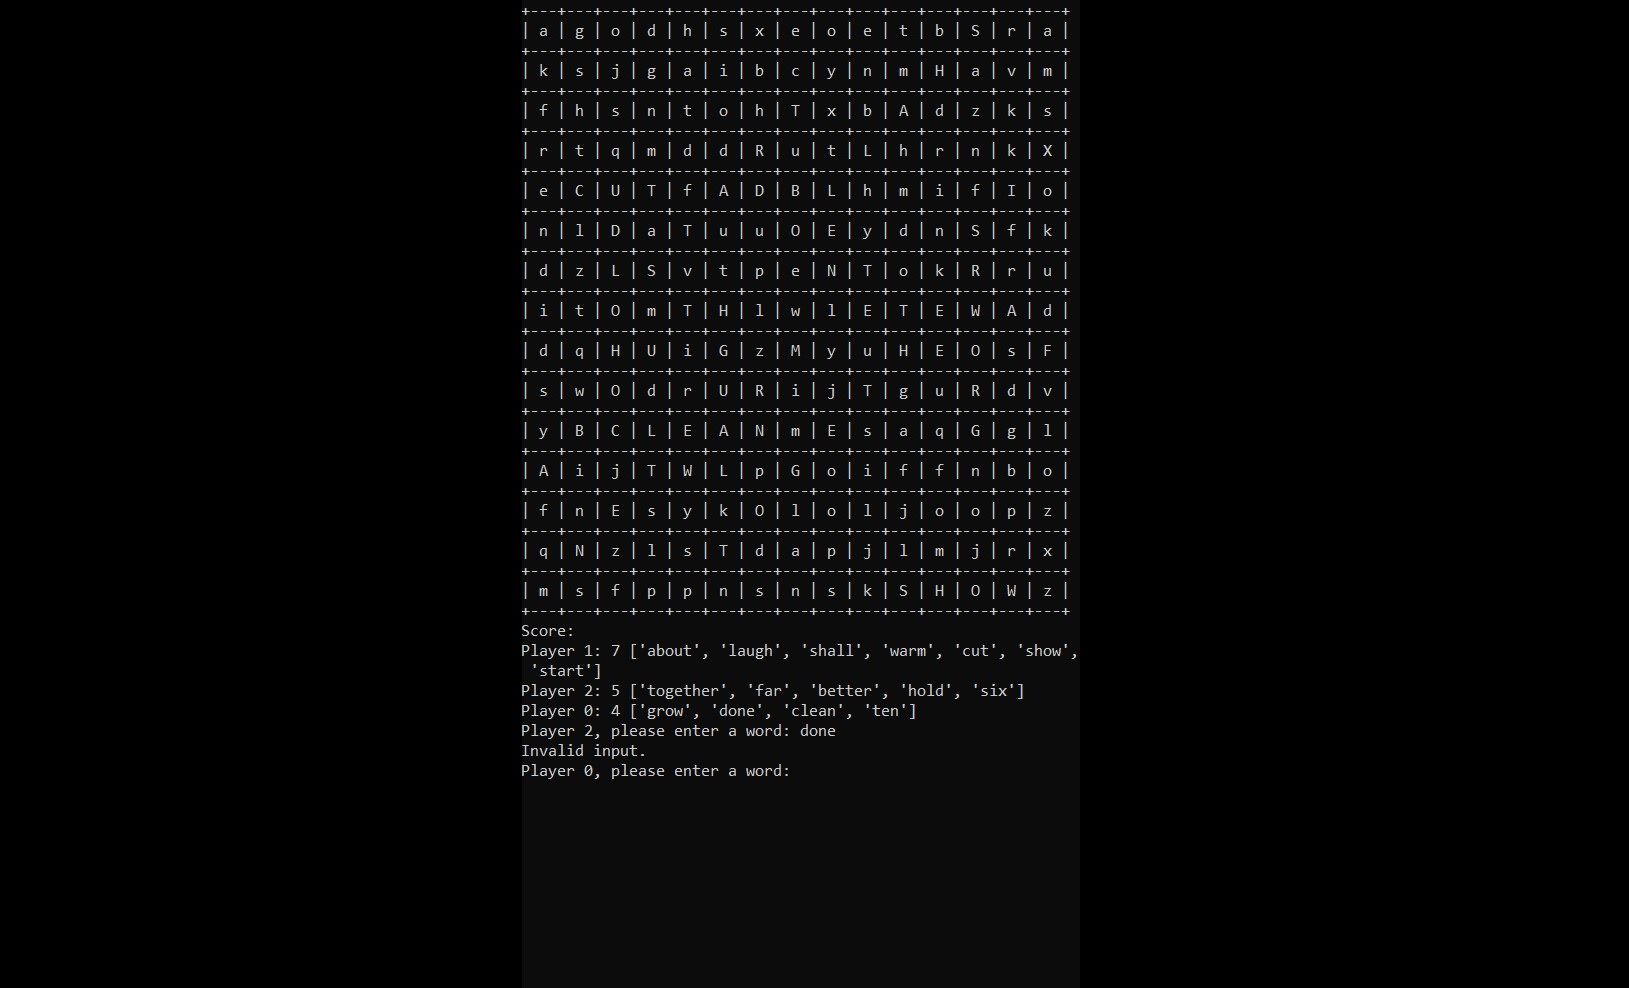 +---+---+---+---+---+---+---+---+---+---+---+---+---+---+---+
| a | g | o | d | h | s | x | e | o | e | t | b | S | r | a |
+---+---+---+---+---+---+---+---+---+---+---+---+---+---+---+
| k | s | j | g | a | i | b | c | y | n | m | H | a | v | m |
+---+---+---+---+---+---+---+---+---+---+---+---+---+---+---+
| f | h | s | n | t | o | h | T | x | b | A | d | z | k | s |
+---+---+---+---+---+---+---+---+---+---+---+---+---+---+---+
| r | t | q | m | d | d | R | u | t | L | h | r | n | k | X |
+---+---+---+---+---+---+---+---+---+---+---+---+---+---+---+
| e | C | U | T | f | A | D | B | L | h | m | i | f | I | o |
+---+---+---+---+---+---+---+---+---+---+---+---+---+---+---+
| n | l | D | a | T | u | u | O | E | y | d | n | S | f | k |
+---+---+---+---+---+---+---+---+---+---+---+---+---+---+---+
| d | z | L | S | v | t | p | e | N | T | o | k | R | r | u |
+---+---+---+---+---+---+---+---+---+---+---+---+---+---+---+
| i | t | O | m | T | H | l | w | l | E | T | E | W | A | d |
+---+---+---+---+---+---+---+---+---+---+---+---+---+---+---+
| d | q | H | U | i | G | z | M | y | u | H | E | O | s | F |
+---+---+---+---+---+---+---+---+---+---+---+---+---+---+---+
| s | w | O | d | r | U | R | i | j | T | g | u | R | d | v |
+---+---+---+---+---+---+---+---+---+---+---+---+---+---+---+
| y | B | C | L | E | A | N | m | E | s | a | q | G | g | l |
+---+---+---+---+---+---+---+---+---+---+---+---+---+---+---+
| A | i | j | T | W | L | p | G | o | i | f | f | n | b | o |
+---+---+---+---+---+---+---+---+---+---+---+---+---+---+---+
| f | n | E | s | y | k | O | l | o | l | j | o | o | p | z |
+---+---+---+---+---+---+---+---+---+---+---+---+---+---+---+
| q | N | z | l | s | T | d | a | p | j | l | m | j | r | x |
+---+---+---+---+---+---+---+---+---+---+---+---+---+---+---+
| m | s | f | p | p | n | s | n | s | k | S | H | O | W | z |
+---+---+---+---+---+---+---+---+---+---+---+---+---+---+---+
Score:
Player 1: 7 ['about', 'laugh', 'shall', 'warm', 'cut', 'show',
 'start']
Player 2: 5 ['together', 'far', 'better', 'hold', 'six']
Player 0: 4 ['grow', 'done', 'clean', 'ten']
Player 2, please enter a word: done
Invalid input.
Player 0, please enter a word: